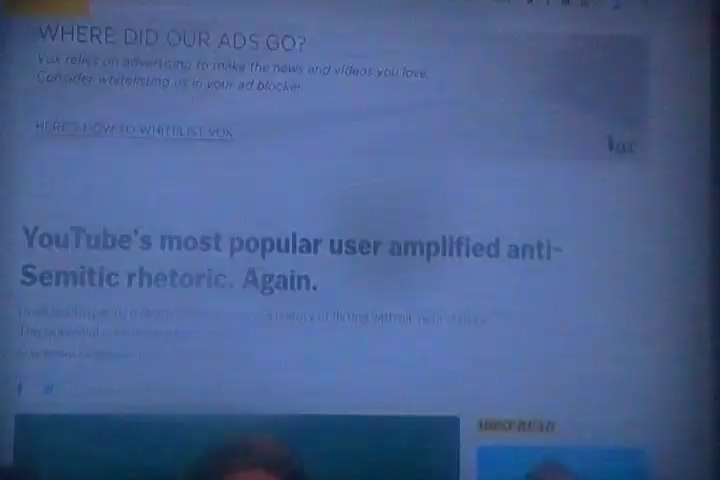 WHERE DID OUR ADS GO?
Vox relies on advertising to make the news and videos you love.
Consider whitelisting us in your ad blocker.
HERE'S HOW TO WHITELIST VOX
Vox
YouTube's most popular user amplified anti-
Semitic rhetoric. Again.
MOST READ